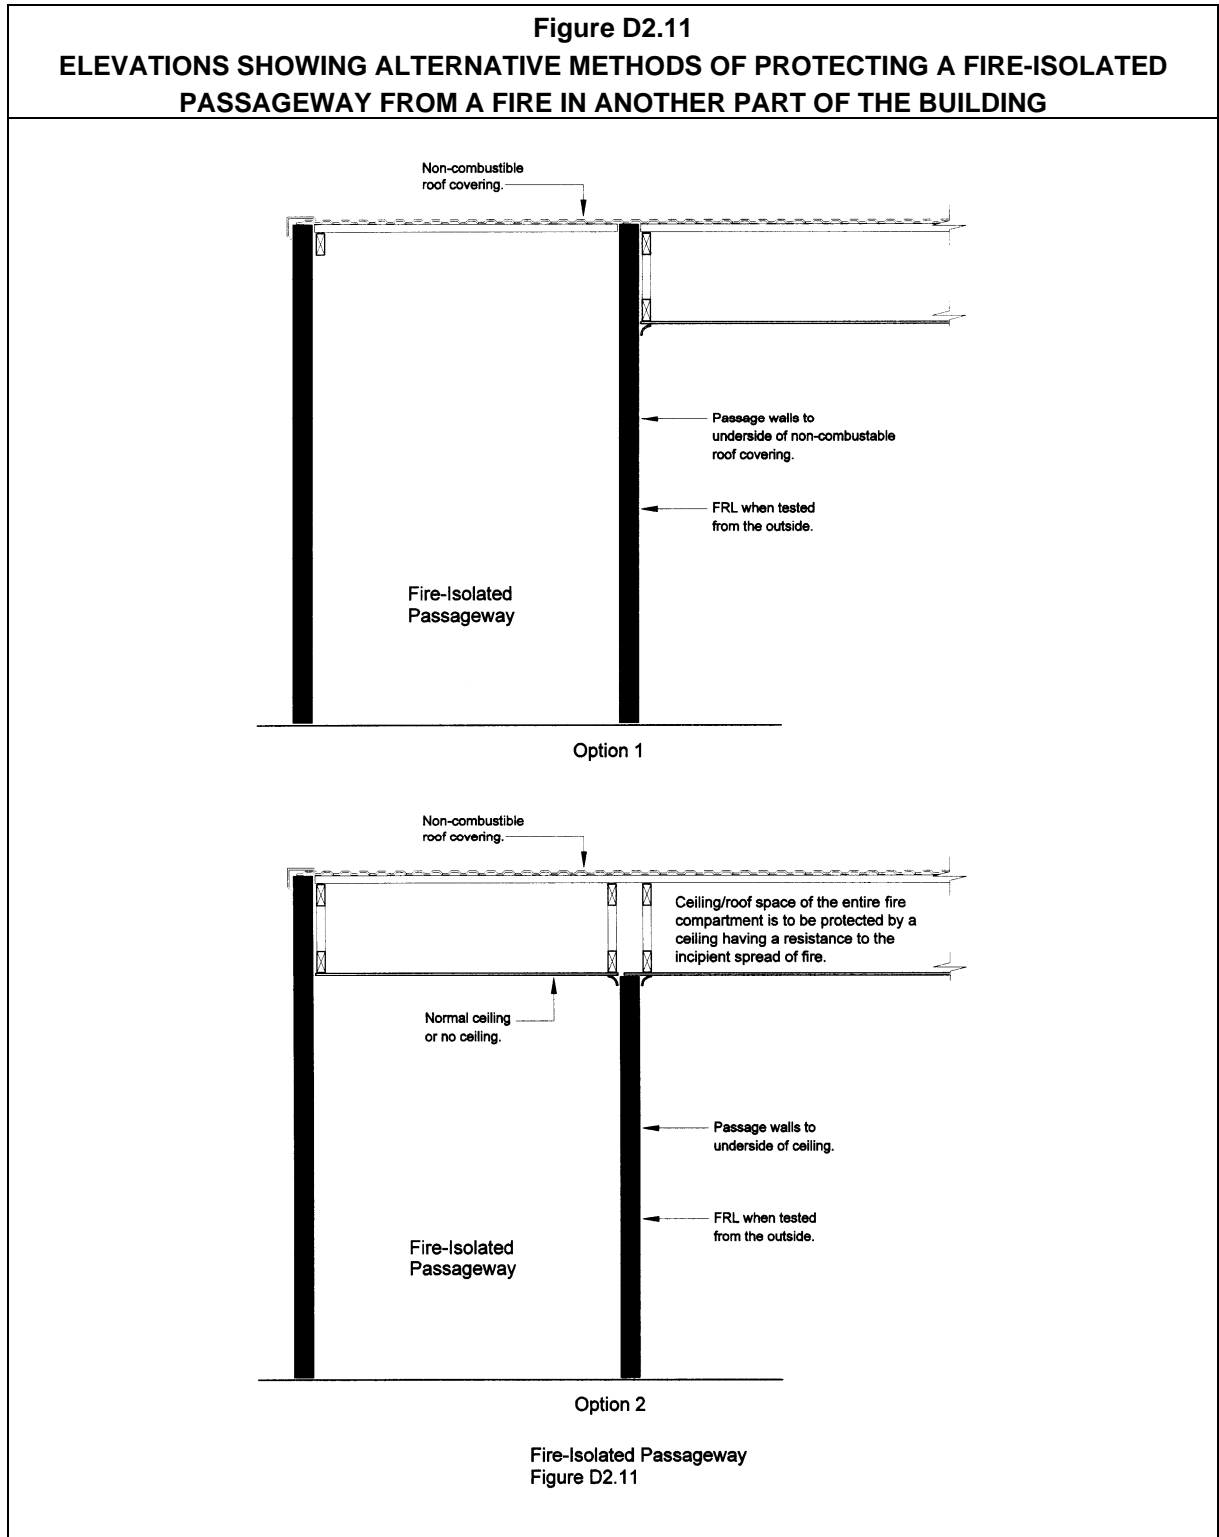 Figure D2.11
ELEVATIONS SHOWING ALTERNATIVE METHODS OF PROTECTING A FIRE-ISOLATED
PASSAGEWAY FROM A FIRE IN ANOTHER PART OF THE BUILDING
Non-combustible
roof covering.
Passage walls to
underside of non-combustable
roof covering.
FRL when tested
from the outside.
Fire-Isolated
Passageway
Option 1
Non-combustible
roof covering.
Ceiling/roof space of the entire fire
compartment is to be protected by a
ceiling having a resistance to the
incipient spread of fire.
Normal ceiling
or no ceiling.
Passage walls to
underside of ceiling.
FRL when tested
from the outside.
Fire-Isolated
Passageway
Option 2
Fire-Isolated Passageway
Figure D2.11